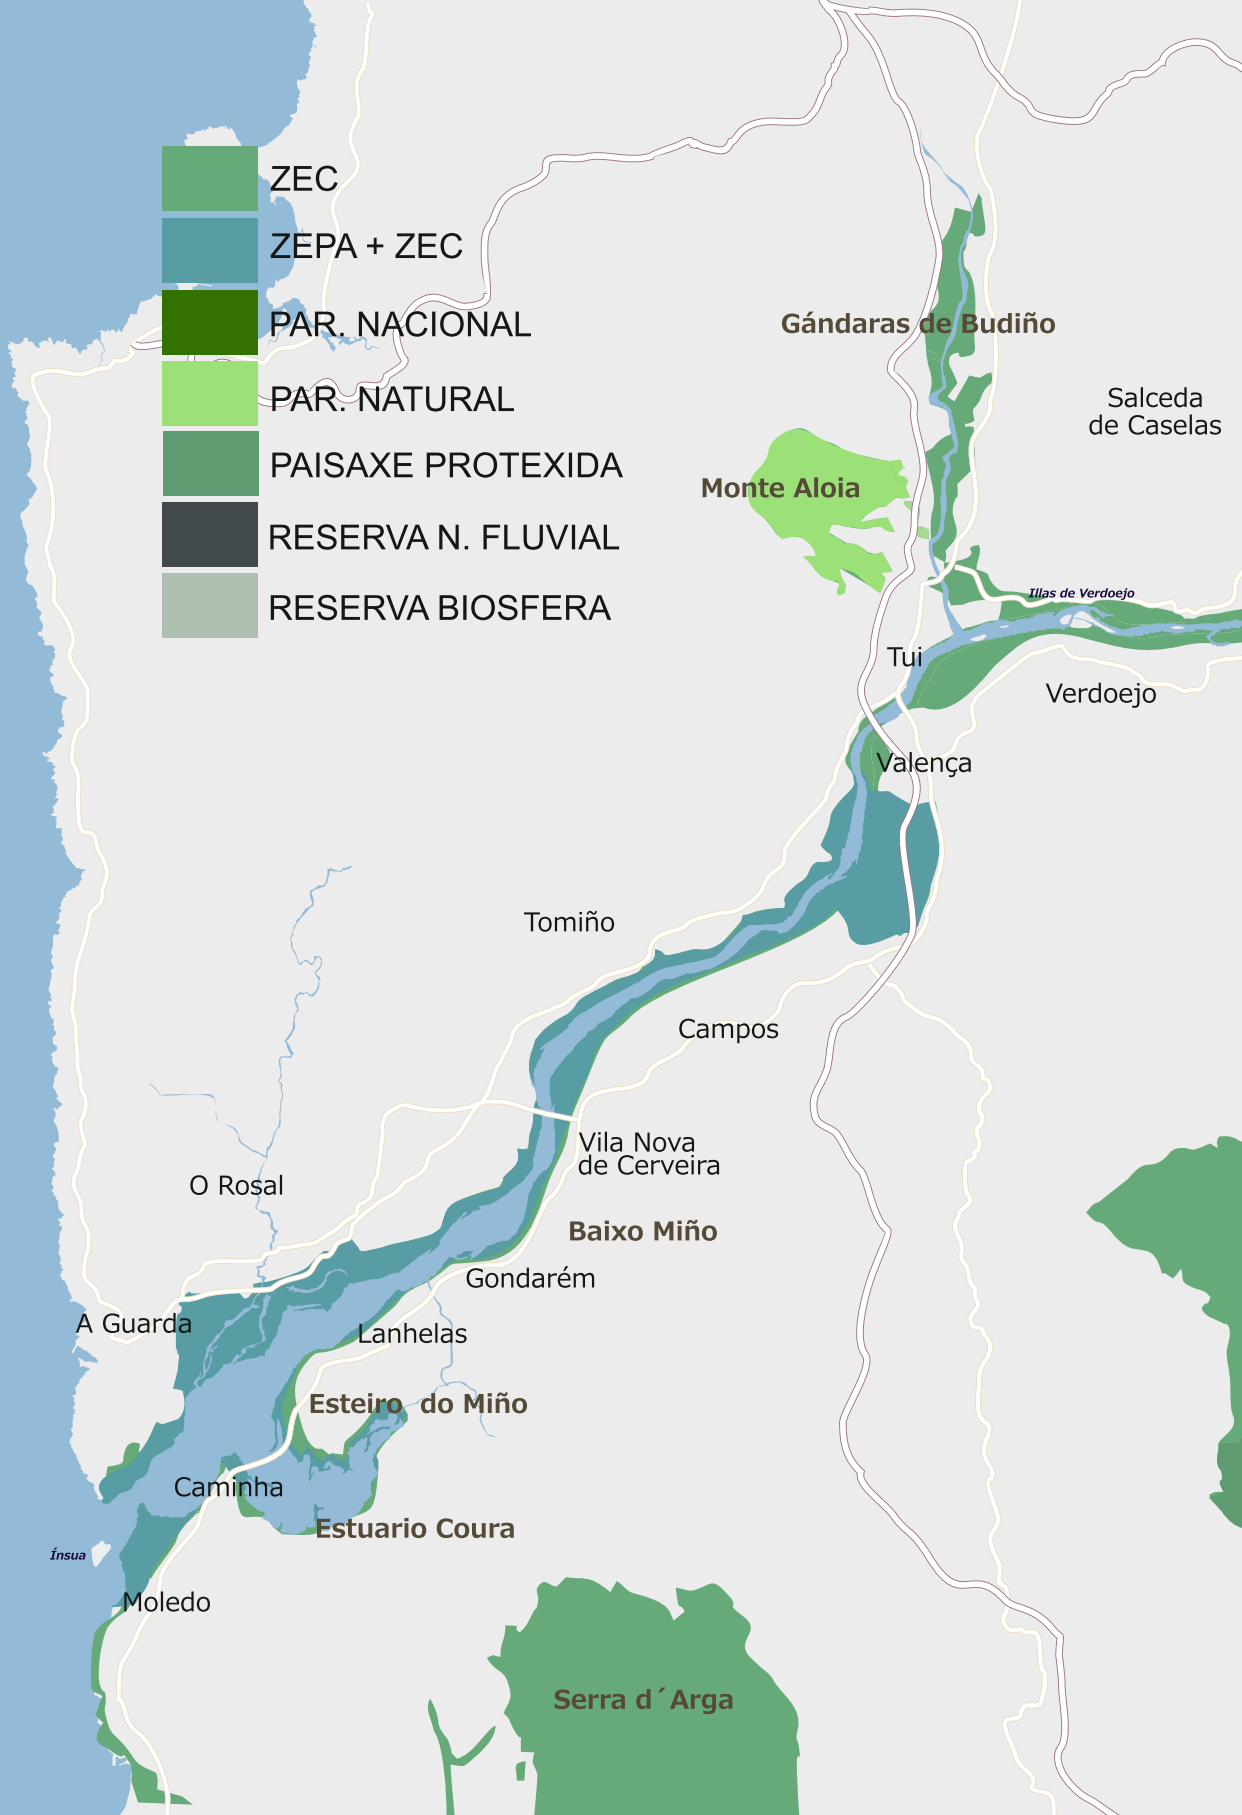 ZEC
ZEPA + ZEC
PAR. NACIONAL
PAR. NATURAL
PAISAXE PROTEXIDA
RESERVA N. FLUVIAL
RESERVA BIOSFERA
Gándaras de Budiño
Salceda
de Caselas
Monte Aloia
Illas de Verdoejo
Tui
Verdoejo
Valença
Tomiño
Campos
Vila Nova
de Cerveira
O Rosal
Baixo Miño
Gondarém
A Guarda
Lanhelas
Esteiro do Miño
Caminha
Estuario Coura
Ínsua
Moledo
Serra d´Arga